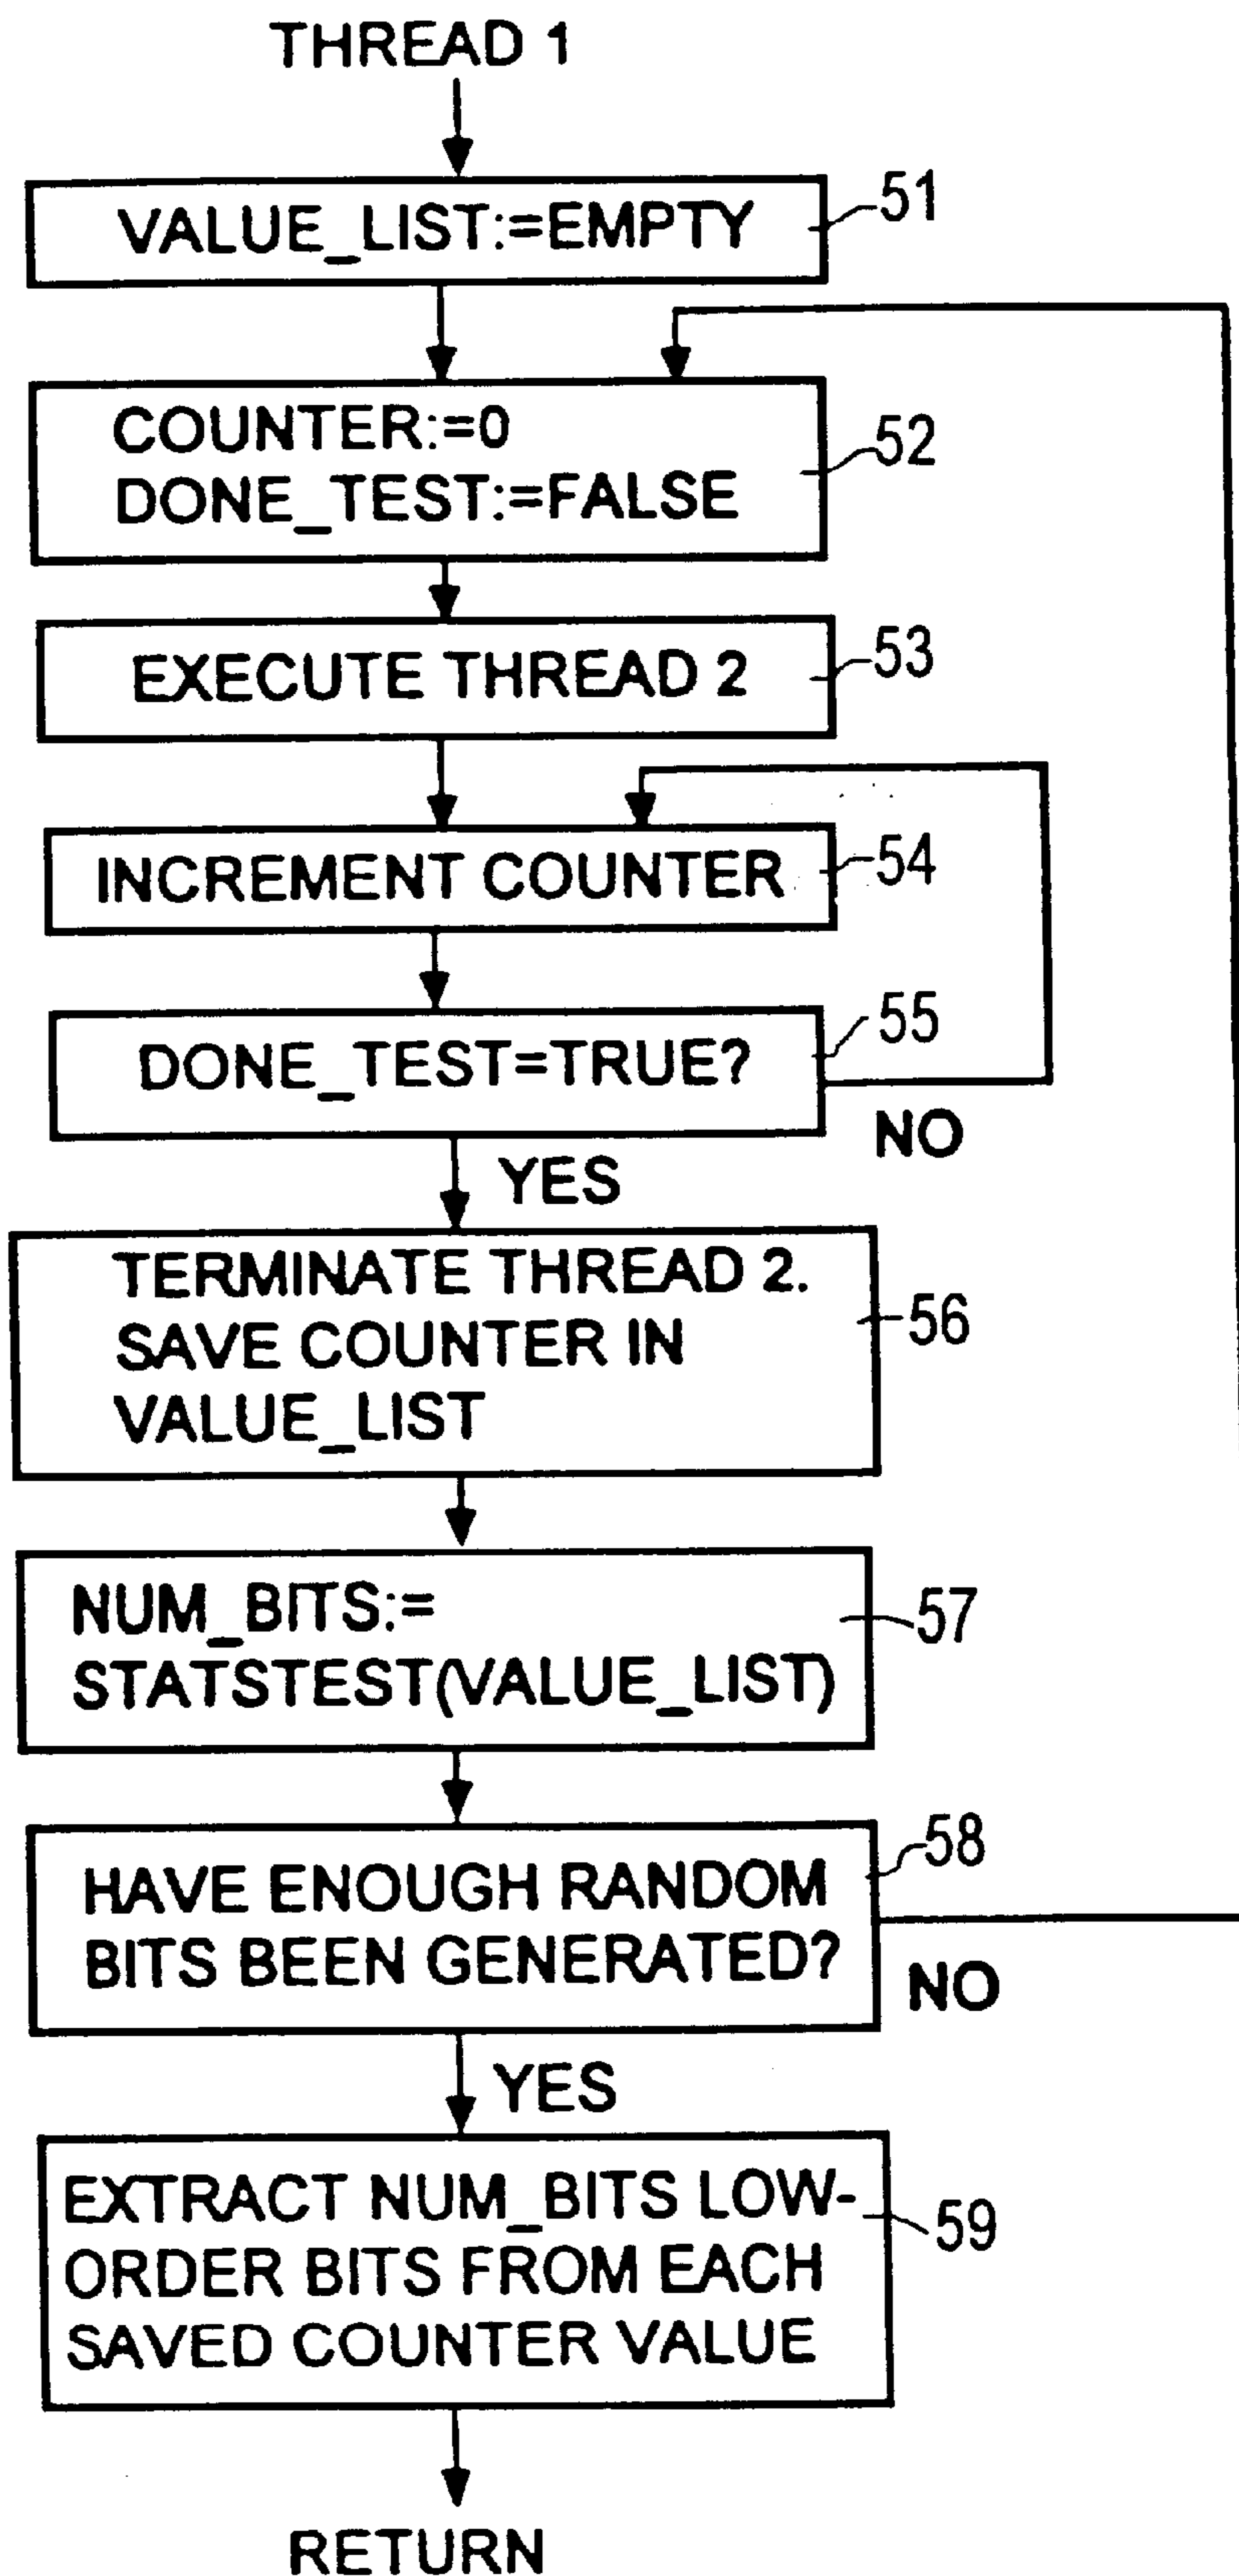 THREAD 1
VALUE_LIST:=EMPTY
51
COUNTER:=0
DONE_TEST:=FALSE
52
EXECUTE THREAD 2
53
INCREMENT COUNTER
54
DONE_TEST=TRUE?
55
NO
YES
TERMINATE THREAD 2.
SAVE COUNTER IN
VALUE_LIST
56
NUM_BITS:=
STATSTEST(VALUE_LIST)
57
HAVE ENOUGH RANDOM
BITS BEEN GENERATED?
58
NO
YES
EXTRACT NUM_BITS LOW-
ORDER BITS FROM EACH
SAVED COUNTER VALUE
59
RETURN